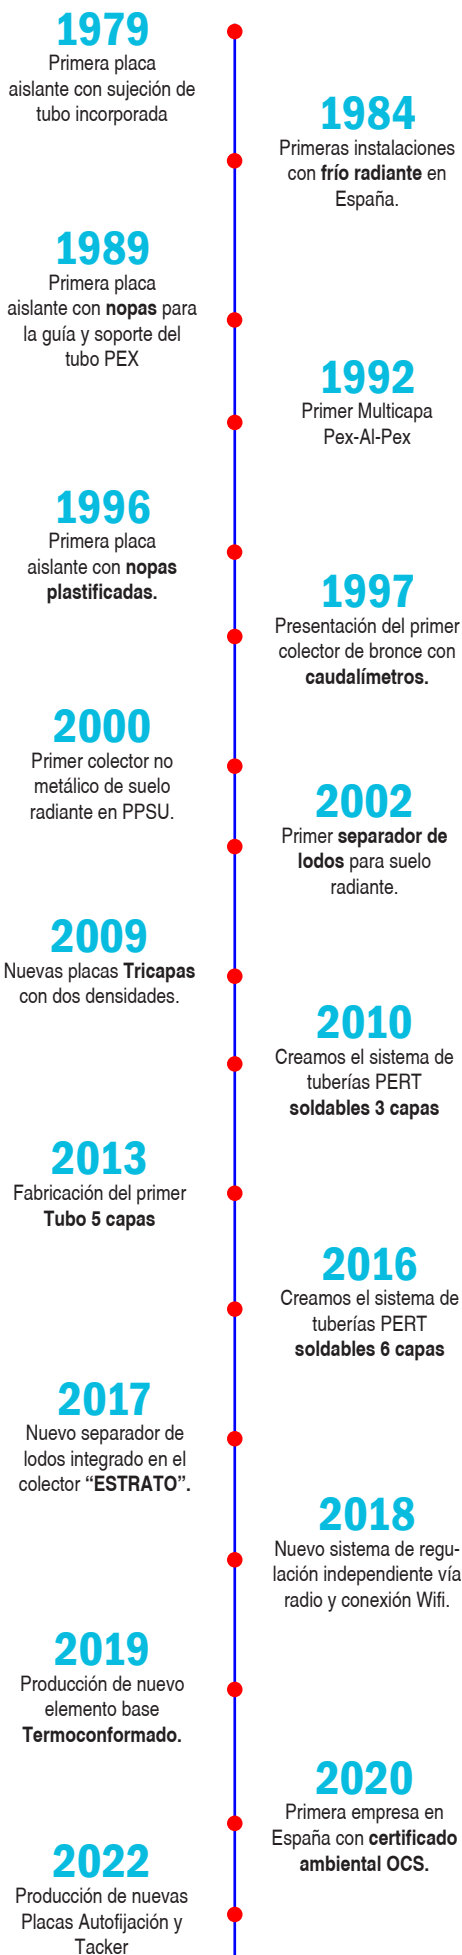 1979
Primera placa
aislante con sujeción de
tubo incorporada
1984
Primeras instalaciones
con frío radiante en
España.
1989
Primera placa
aislante con nopas para
la guía y soporte del
tubo PEX
1992
Primer Multicapa
Pex-Al-Pex
1996
Primera placa
aislante con nopas
plastificadas.
1997
Presentación del primer
colector de bronce con
caudalímetros.
2000
Primer colector no
metálico de suelo
radiante en PPSU.
2002
Primer separador de
lodos para suelo
radiante.
2009
Nuevas placas Tricapas
con dos densidades.
2010
Creamos el sistema de
tuberías PERT
soldables 3 capas
2013
Fabricación del primer
Tubo 5 capas
2016
Creamos el sistema de
tuberías PERT
soldables 6 capas
2017
Nuevo separador de
lodos integrado en el
colector “ESTRATO”.
2018
Nuevo sistema de regu-
lación independiente vía
radio y conexión Wifi.
2019
Producción de nuevo
elemento base
Termoconformado.
2020
Primera empresa en
España con certificado
ambiental OCS.
2022
Producción de nuevas
Placas Autofijación y
Tacker